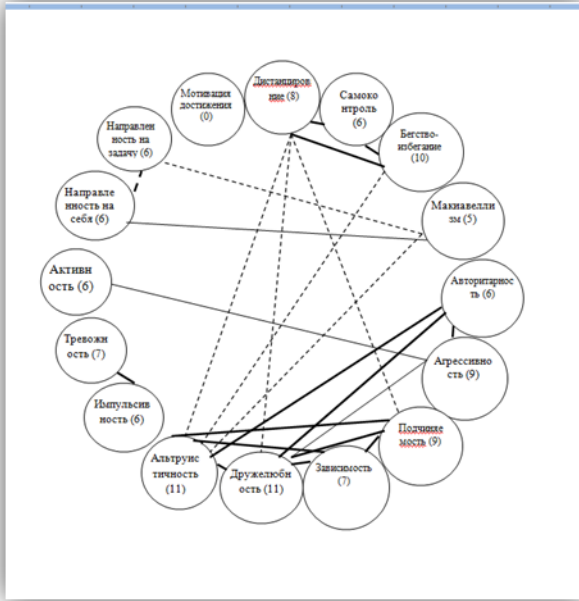 Дистанциров
ние (8)
Самоко
нтроль
(6)
Бегство-
избегание
(10)
Макиавелли
зм (5)
Авторитарнос
ть (6)
Агрессивно
сть (9)
Подчиняе
мость (9)
Зависимость
(7)
Дружелюбн
ость (11)
Альтруис
тичность
(11)
Импульсив
ность (6)
Тревожн
ость (7)
Активн
ость (6)
Направле
нность на
себя (6)
Направлен
ность на
задачу (6)
Мотивация
достижения
(0)